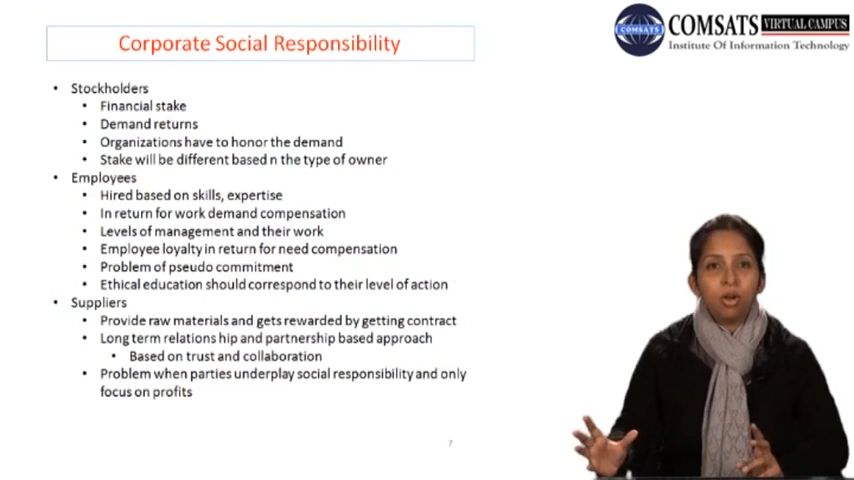 Corporate Social Responsibility
COMSATS VIRTUAL CAMPUS
Institute Of Information Technology
COMSATS
• Stockholders
• Financial stake
• Demand returns
• Organizations have to honor the demand
• Stake will be different based n the type of owner
• Employees
• Hired based on skills, expertise
• In return for work demand compensation
• Levels of management and their work
• Employee loyalty in return for need compensation
• Problem of pseudo commitment
• Ethical education should correspond to their level of action
• Suppliers
• Provide raw materials and gets rewarded by getting contract
• Long term relations hip and partnership based approach
• Based on trust and collaboration
• Problem when parties underplay social responsibility and only
focus on profits
7